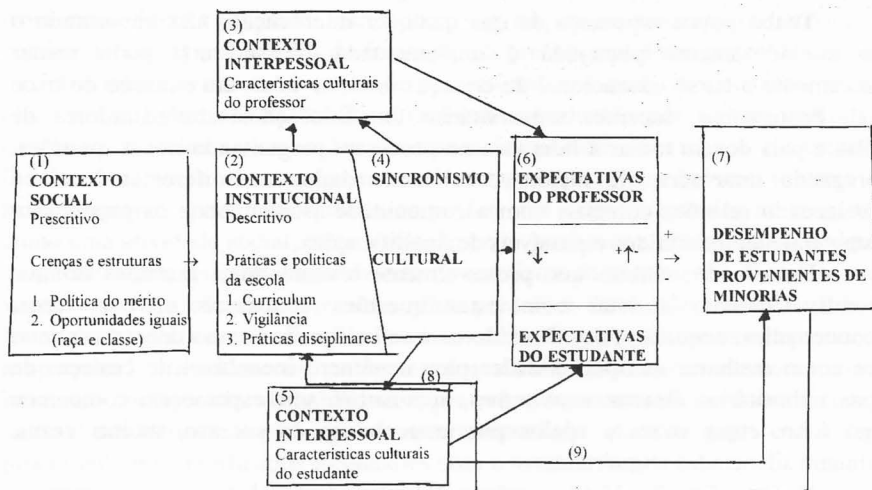 (3)
CONTEXTO
INTERPESSOAL
Características culturais
do professor
(1)
CONTEXTO
SOCIAL
Prescritivo
Crenças e estruturas
1 Política do mérito
2. Oportunidades iguais
(raça e classe)
(2)
CONTEXTO
INSTITUCIONAL
Descritivo
Práticas e políticas
da escola
1. Curriculum
2. Vigilância
3. Práticas disciplinares
(4)
SINCRONISMO
CULTURAL
(6)
EXPECTATIVAS
DO PROFESSOR
+ -
- +
+
-
EXPECTATIVAS
DO ESTUDANTE
(7)
DESEMPENHO
DE ESTUDANTES
PROVENIENTES DE
MINORIAS
(8)
(5)
CONTEXTO
INTERPESSOAL
Caracteristicas culturais
do estudante
(9)